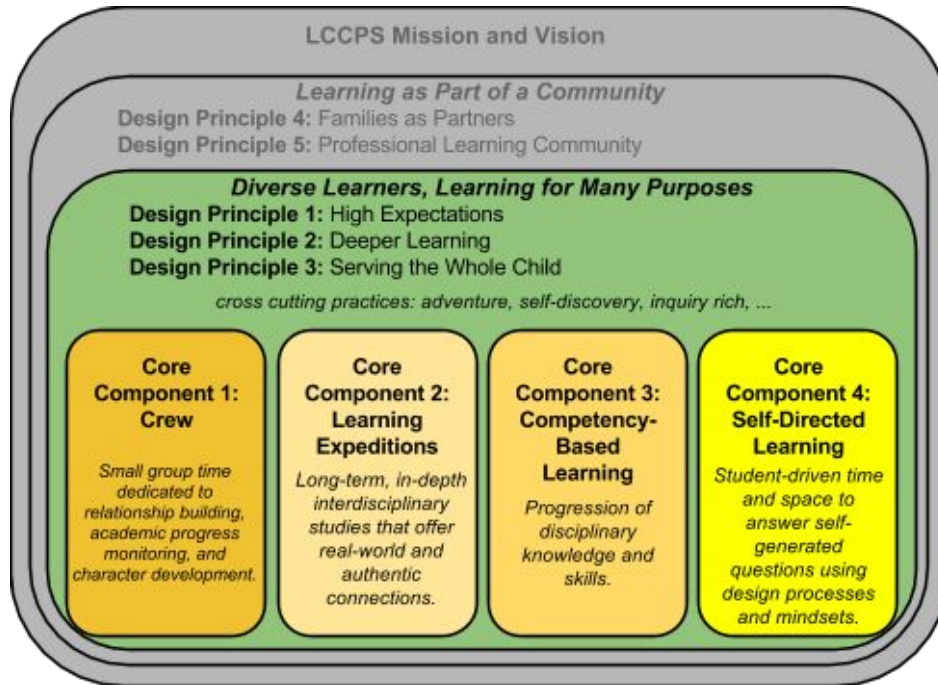 LCCPS Mission and Vision
Learning as Part of a Community
Design Principle 4: Families as Partners
Design Principle 5: Professional Learning Community
Diverse Learners, Learning for Many Purposes
Design Principle 1: High Expectations
Design Principle 2: Deeper Learning
Design Principle 3: Serving the Whole Child
cross cutting practices: adventure, self-discovery, inquiry rich, ...
Core
Component 1:
Crew
Small group time
dedicated to
relationship building,
academic progress
monitoring, and
character development.
Core
Component 2:
Learning
Expeditions
Long-term, in-depth
interdisciplinary
studies that offer
real-world and
authentic
connections.
Core
Component 3:
Competency-
Based
Learning
Progression of
disciplinary
knowledge and
skills.
Core
Component 4:
Self-Directed
Learning
Student-driven time
and space to
answer self-
generated
questions using
design processes
and mindsets.